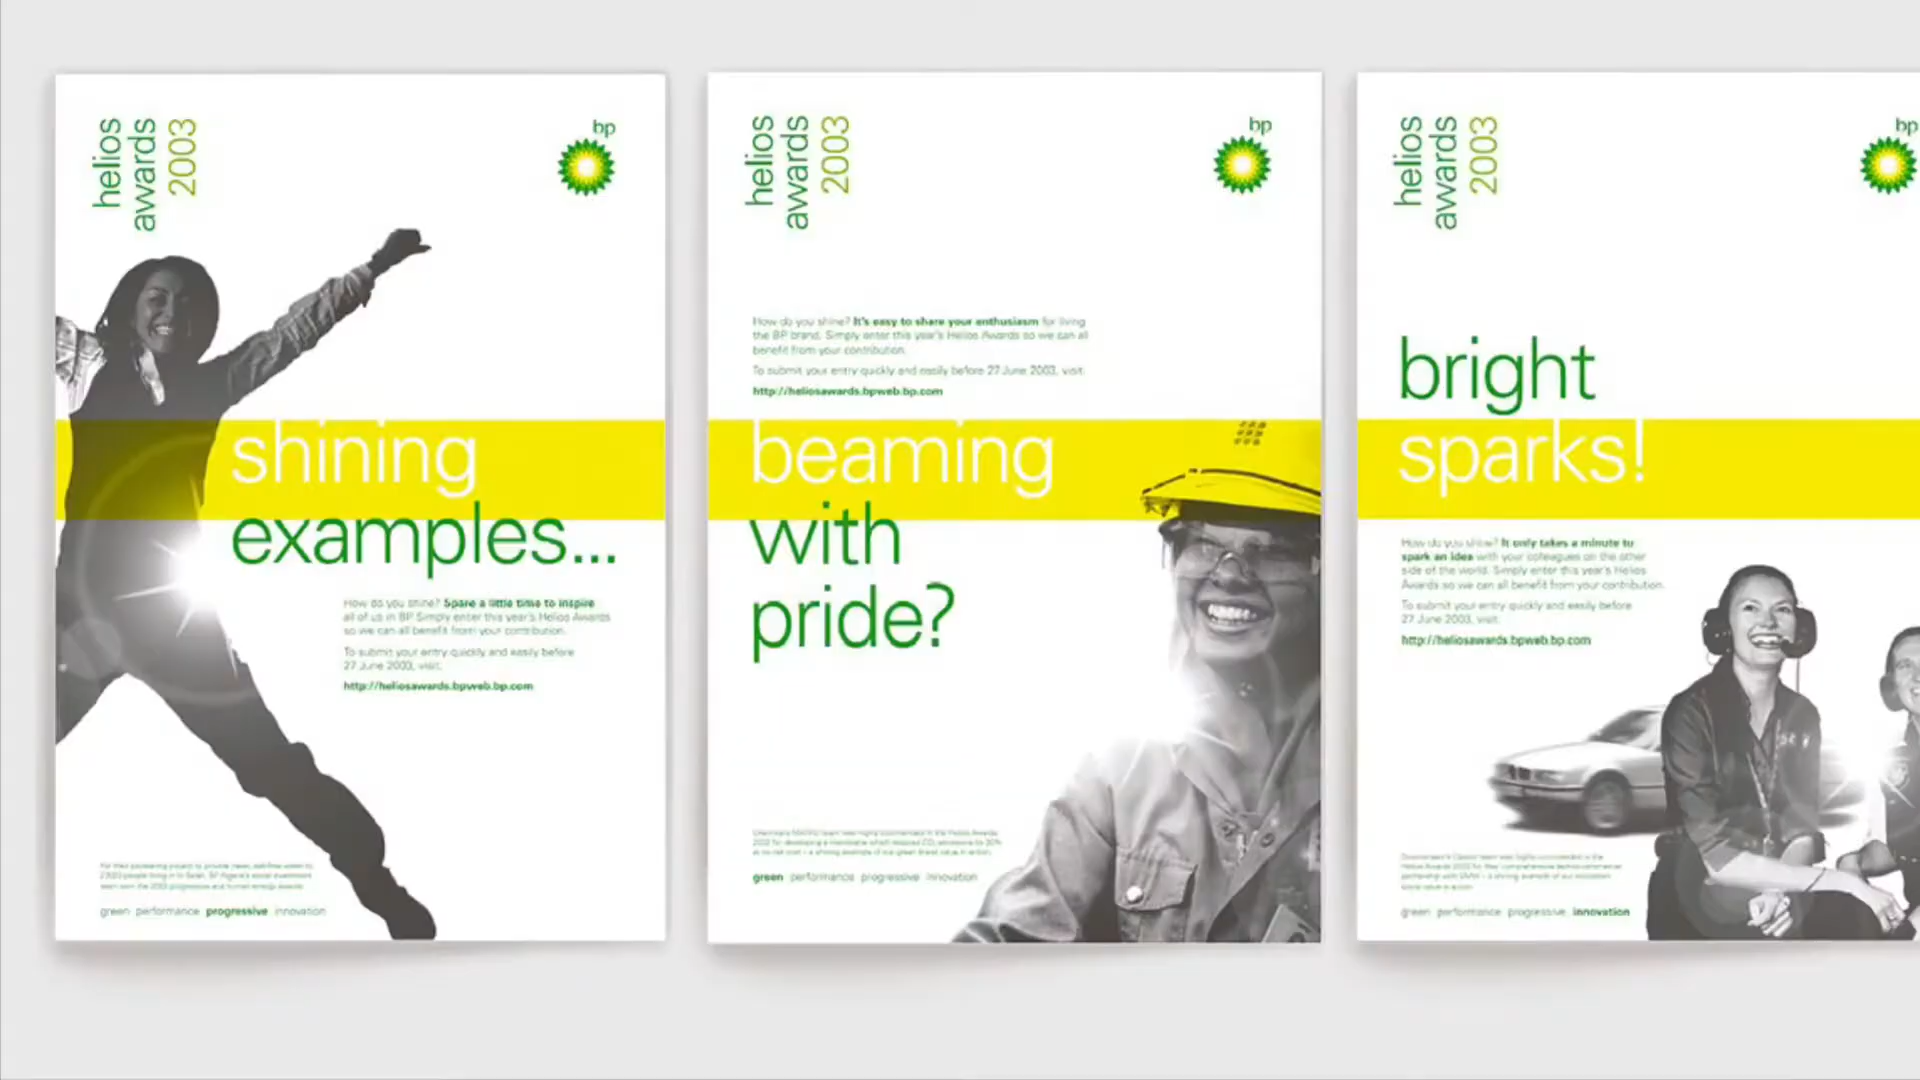 helios
awards
2003
bp
shining
examples...
How do you shine? Spare a little time to inspire
all of us in BP. Simply enter this year's Helios Awards
so we can all benefit from your contribution.
To submit your entry quickly and easily before
27 June 2003, visit:
http://heliosawards.bpweb.bp.com
green performance progressive innovation
helios
awards
2003
bp
How do you shine? It's easy to share your enthusiasm for living
the BP brand. Simply enter this year's Helios Awards so we can all
benefit from your contribution.
To submit your entry quickly and easily before 27 June 2003, visit:
http://heliosawards.bpweb.bp.com
beaming
with
pride?
green performance progressive innovation
helios
awards
2003
bp
bright
sparks!
How do you shine? It only takes a minute to
spark an idea with your colleagues on the other
side of the world. Simply enter this year's Helios
Awards so we can all benefit from your contribution.
To submit your entry quickly and easily before
27 June 2003, visit:
http://heliosawards.bpweb.bp.com
green performance progressive innovation